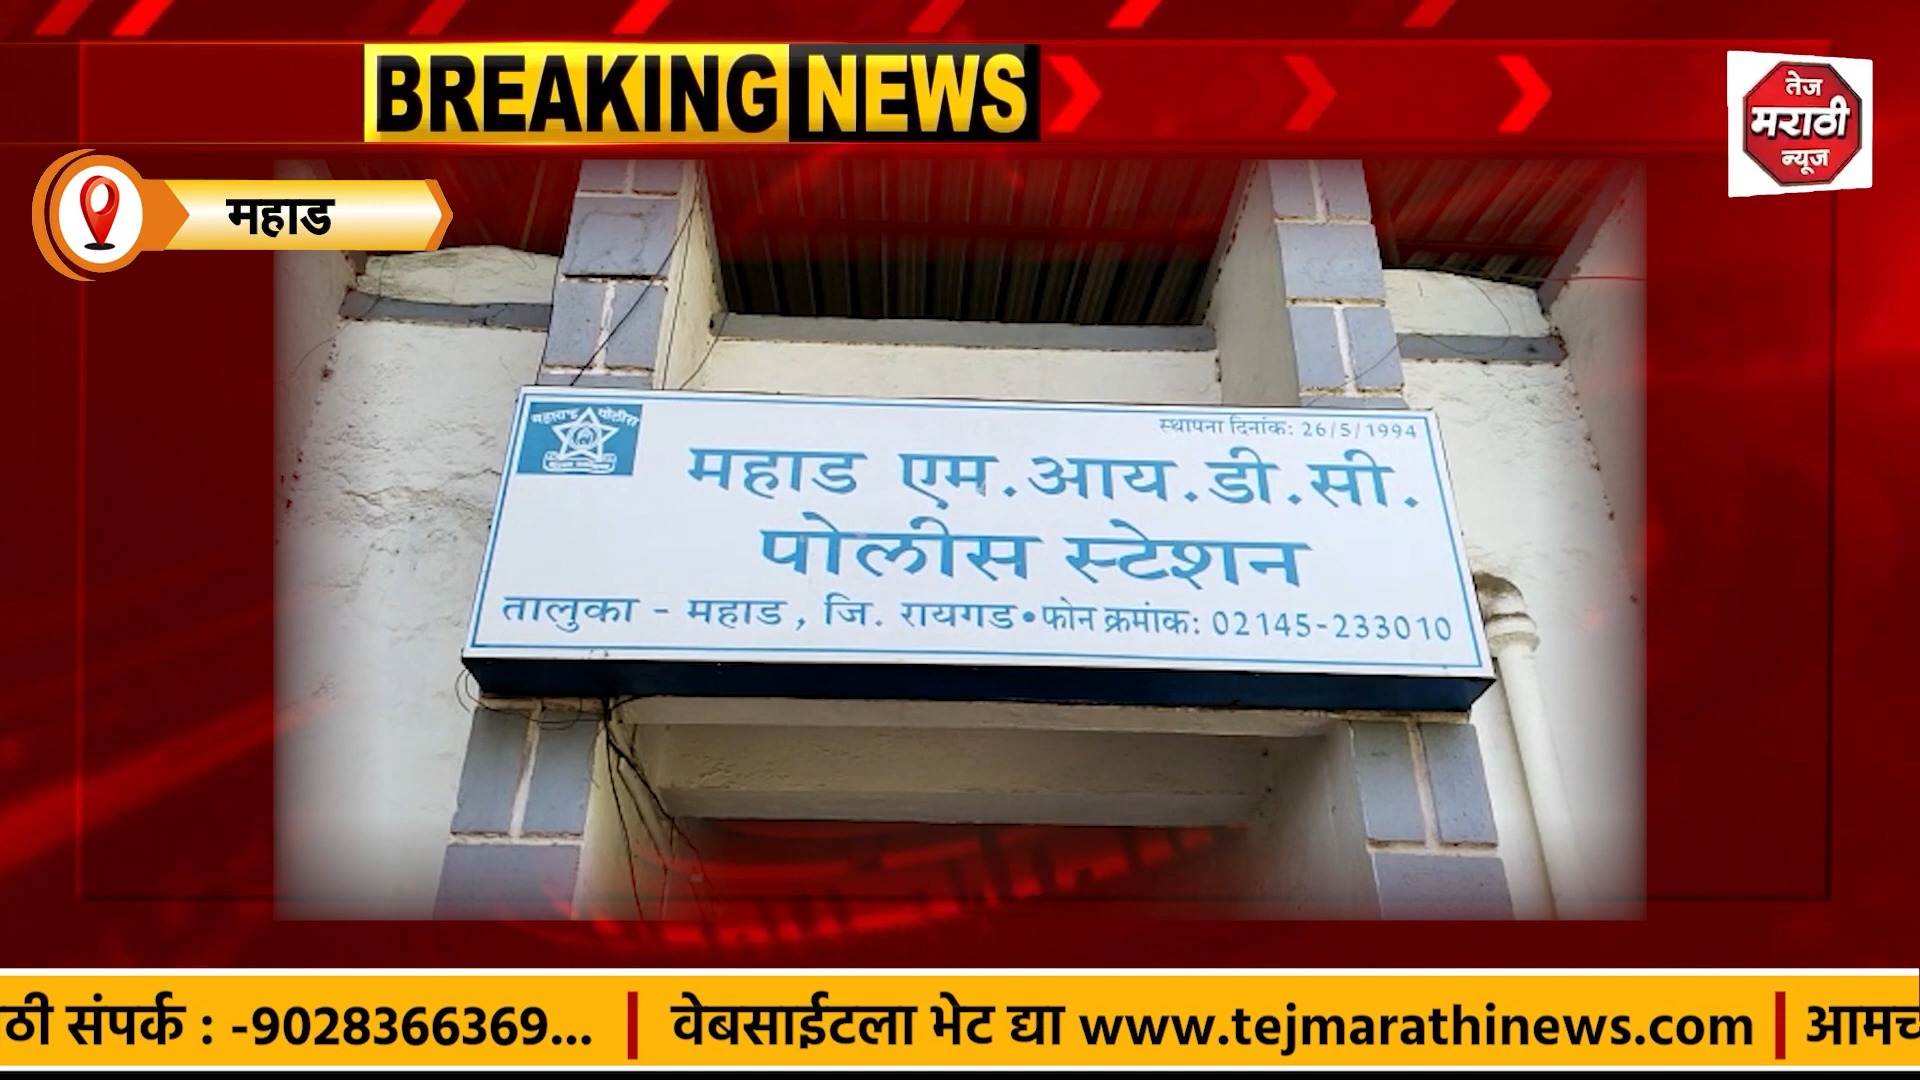 BREAKING NEWS
तेज
मराठी
न्यूज
महाड
महाराष्ट्र पोलीस
स्थापना दिनांक: 26/5/1994
महाड एम.आय.डी.सी.
पोलीस स्टेशन
तालुका - महाड, जि. रायगड•फोन क्रमांक: 02145-233010
ठी संपर्क : -9028366369... | वेबसाईटला भेट द्या www.tejmarathinews.com | आमच